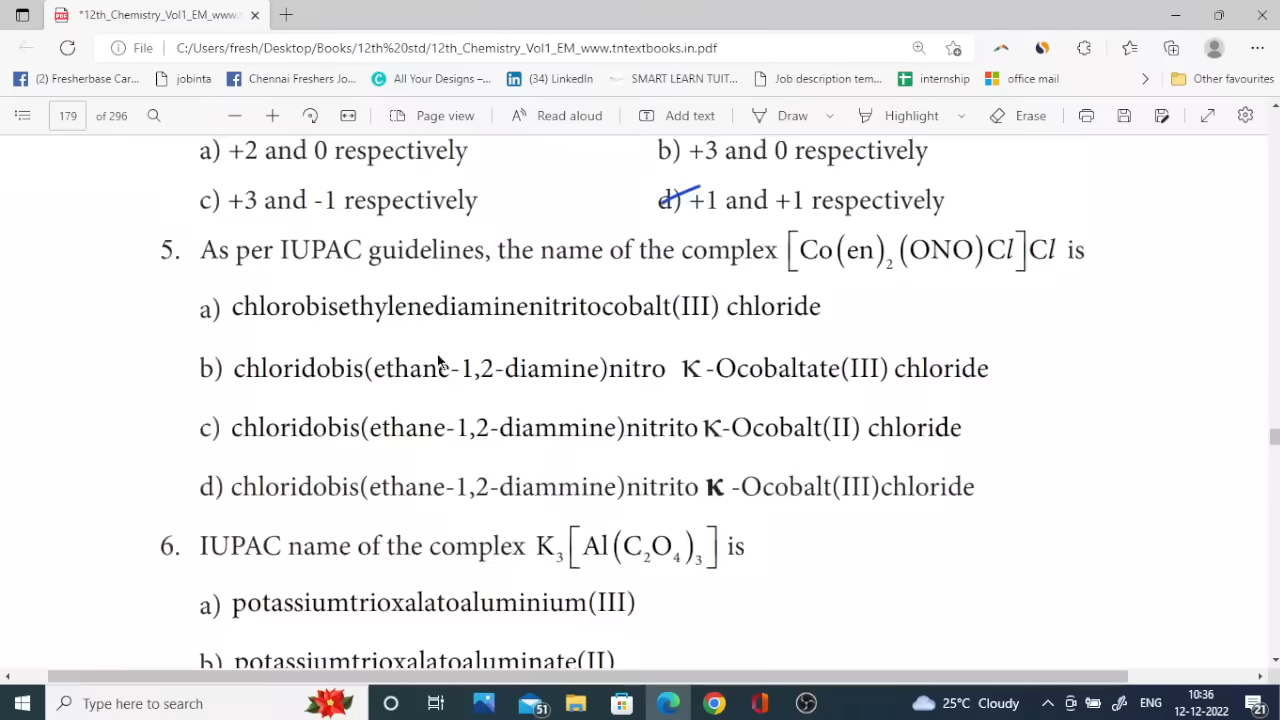 *12th_Chemistry_Vol1_EM_www.
File C:/Users/fresh/Desktop/Books/12th%20std/12th_Chemistry_Vol1_EM_www.tntextbooks.in.pdf
(2) Fresherbase Car... jobinta Chennai Freshers Jo... All Your Designs –... (34) LinkedIn SMART LEARN TUIT... Job description tem... internship office mail Other favourites
179 of 296 Page view Read aloud Add text Draw Highlight Erase
a) +2 and 0 respectively b) +3 and 0 respectively
c) +3 and -1 respectively d) +1 and +1 respectively
5. As per IUPAC guidelines, the name of the complex [Co(en)₂(ONO)Cl]Cl is
a) chlorobisethylenediaminenitritocobalt(III) chloride
b) chloridobis(ethane-1,2-diamine)nitro κ -Ocobaltate(III) chloride
c) chloridobis(ethane-1,2-diammine)nitrito κ-Ocobalt(II) chloride
d) chloridobis(ethane-1,2-diammine)nitrito κ -Ocobalt(III)chloride
6. IUPAC name of the complex K₃[Al(C₂O₄)₃] is
a) potassiumtrioxalatoaluminium(III)
b) potassiumtrioxalatoaluminate(II)
Type here to search 51 25°C Cloudy ENG 10:36
12-12-2022 21